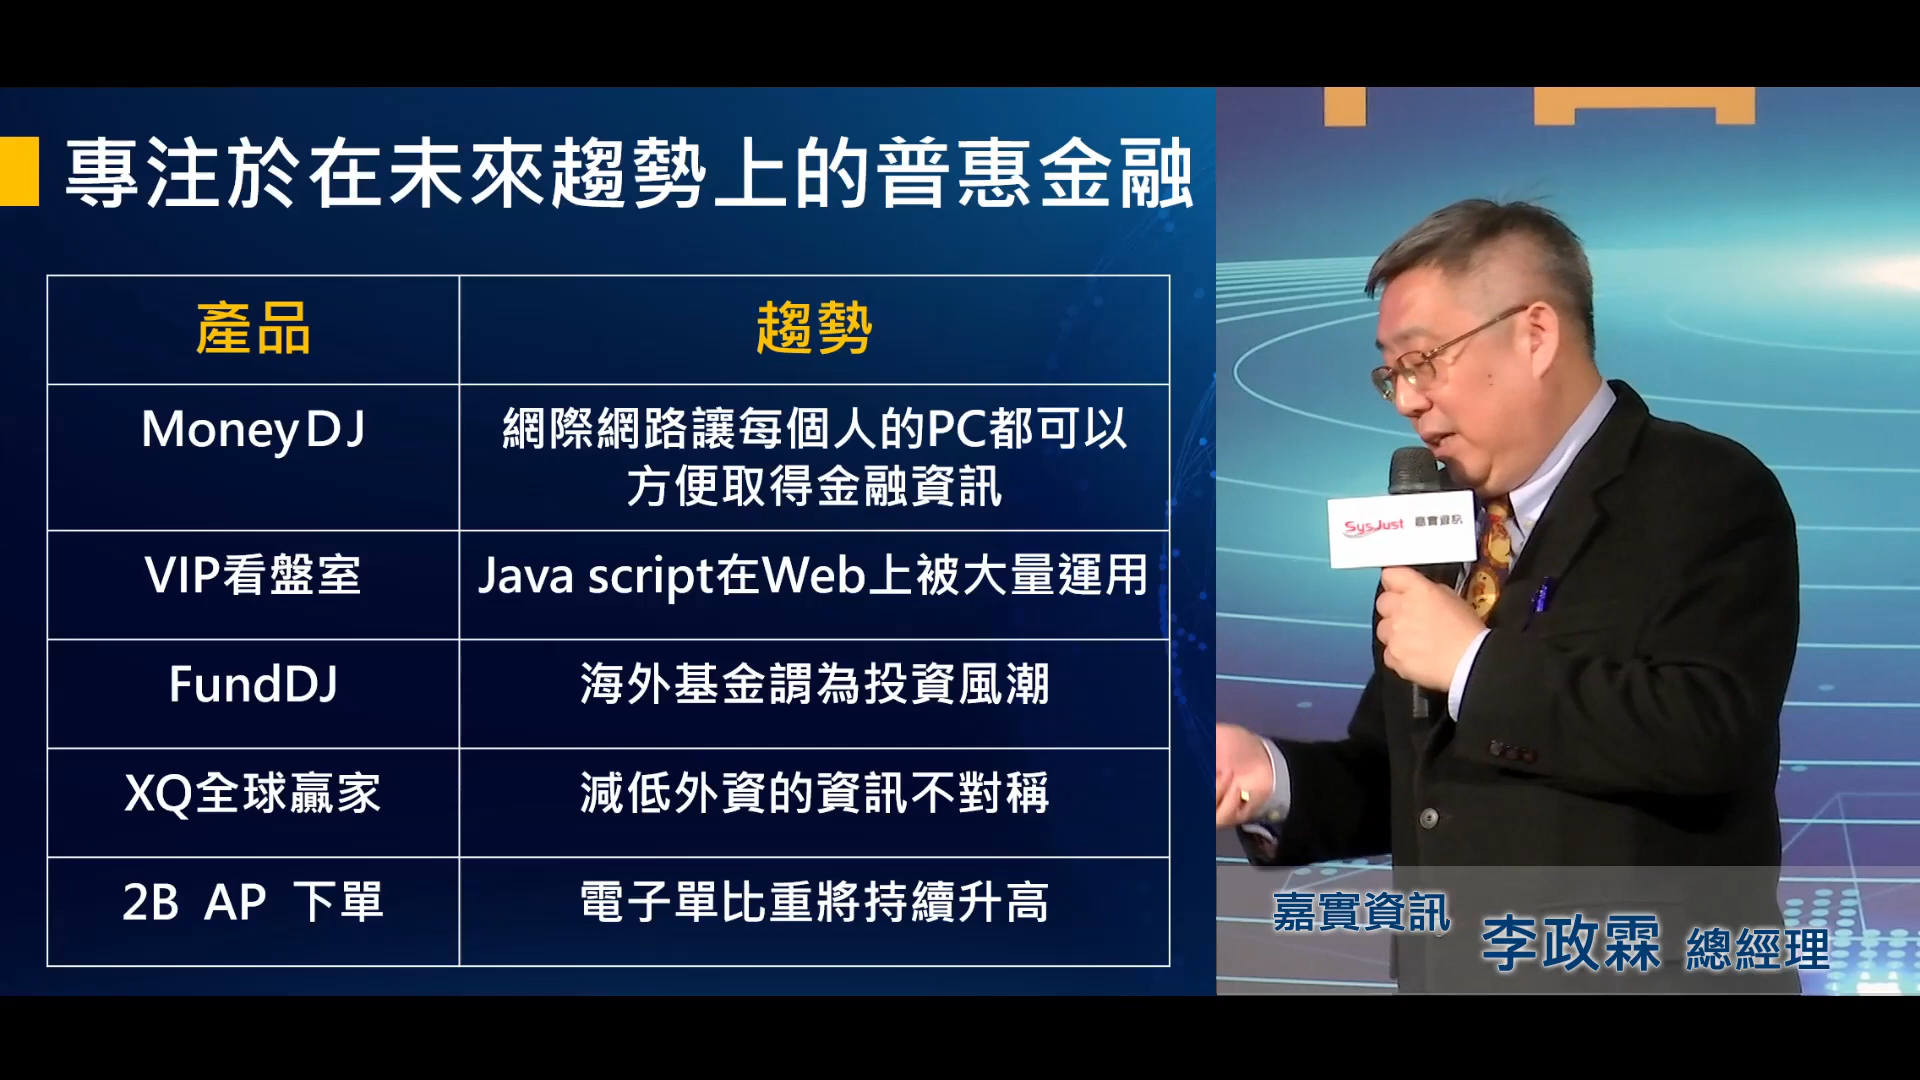 專注於在未來趨勢上的普惠金融
產品
趨勢
MoneyDJ
網際網路讓每個人的PC都可以
方便取得金融資訊
VIP看盤室
Java script在Web上被大量運用
FundDJ
海外基金謂為投資風潮
XQ全球贏家
減低外資的資訊不對稱
2B AP 下單
電子單比重將持續升高
SysJust 嘉實資訊
嘉實資訊 李政霖 總經理